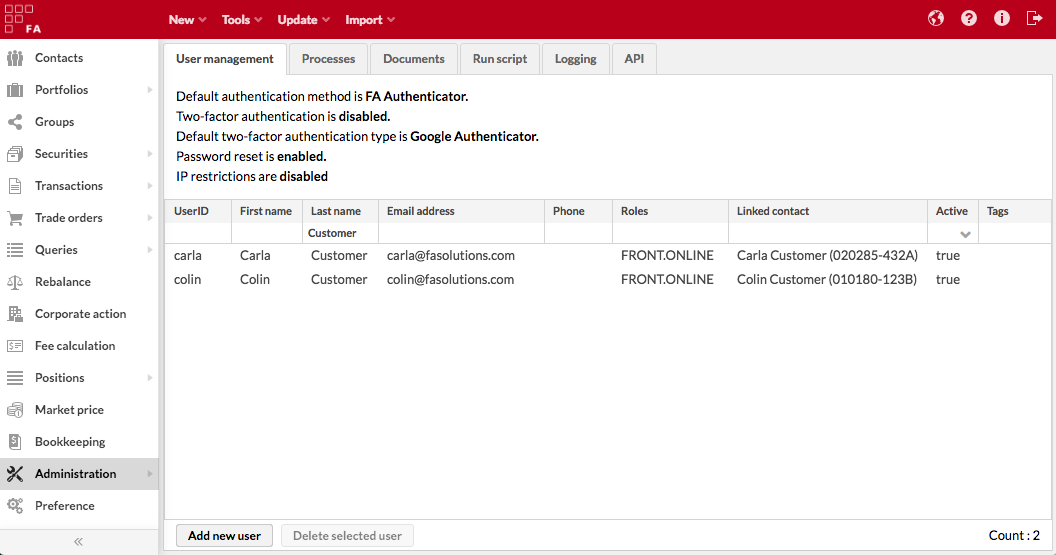 FA
New Tools Update Import
Contacts
Portfolios
Groups
Securities
Transactions
Trade orders
Queries
Rebalance
Corporate action
Fee calculation
Positions
Market price
Bookkeeping
Administration
Preference
«
User management Processes Documents Run script Logging API
Default authentication method is FA Authenticator.
Two-factor authentication is disabled.
Default two-factor authentication type is Google Authenticator.
Password reset is enabled.
IP restrictions are disabled
UserID First name Last name Email address Phone Roles Linked contact Active Tags
Customer
carla Carla Customer carla@fasolutions.com FRONT.ONLINE Carla Customer (020285-432A) true
colin Colin Customer colin@fasolutions.com FRONT.ONLINE Colin Customer (010180-123B) true
Add new user Delete selected user Count : 2